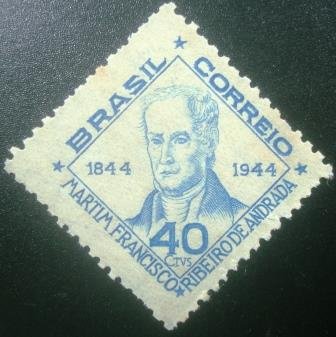 BRASIL CORREIO
1844 1944
40
CTVS
MARTIM FRANCISCO RIBEIRO DE ANDRADA